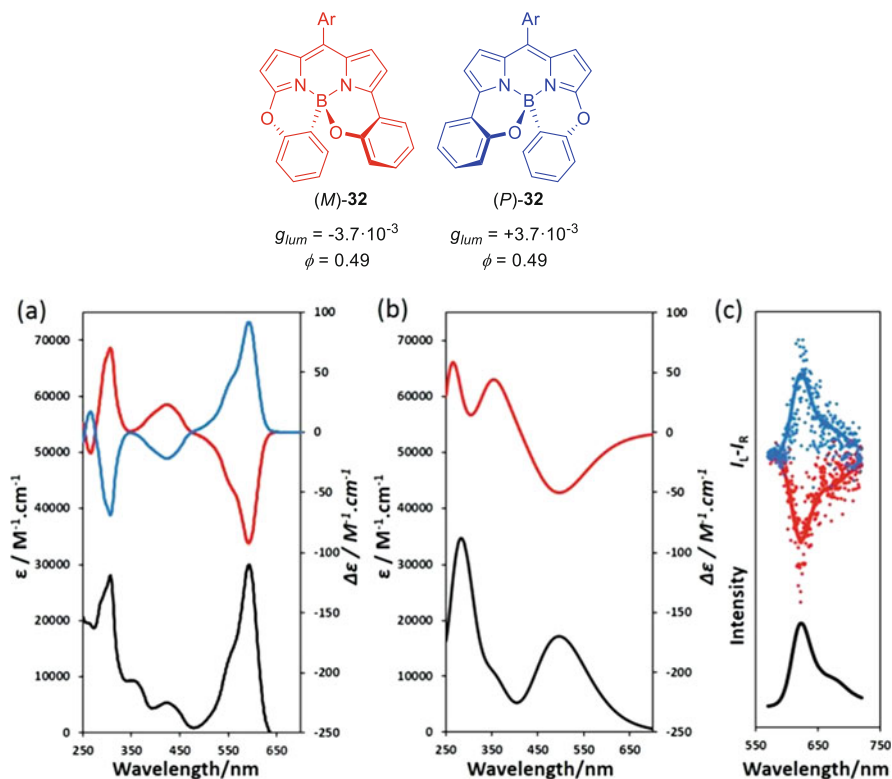 Ar
Ar
N
N
N
N
B
B
O
O
O
O
(M)-32
(P)-32
g_lum = -3.7·10⁻³
g_lum = +3.7·10⁻³
ϕ = 0.49
ϕ = 0.49
(a)
(b)
(c)
70000
60000
50000
40000
30000
20000
10000
0
ε / M⁻¹.cm⁻¹
100
50
0
-50
-100
-150
-200
-250
Δε / M⁻¹.cm⁻¹
250
350
450
550
650
Wavelength/nm
70000
60000
50000
40000
30000
20000
10000
0
ε / M⁻¹.cm⁻¹
100
50
0
-50
-100
-150
-200
-250
Δε / M⁻¹.cm⁻¹
250
350
450
550
650
Wavelength/nm
I_L-I_R
Intensity
550
650
750
Wavelength/nm